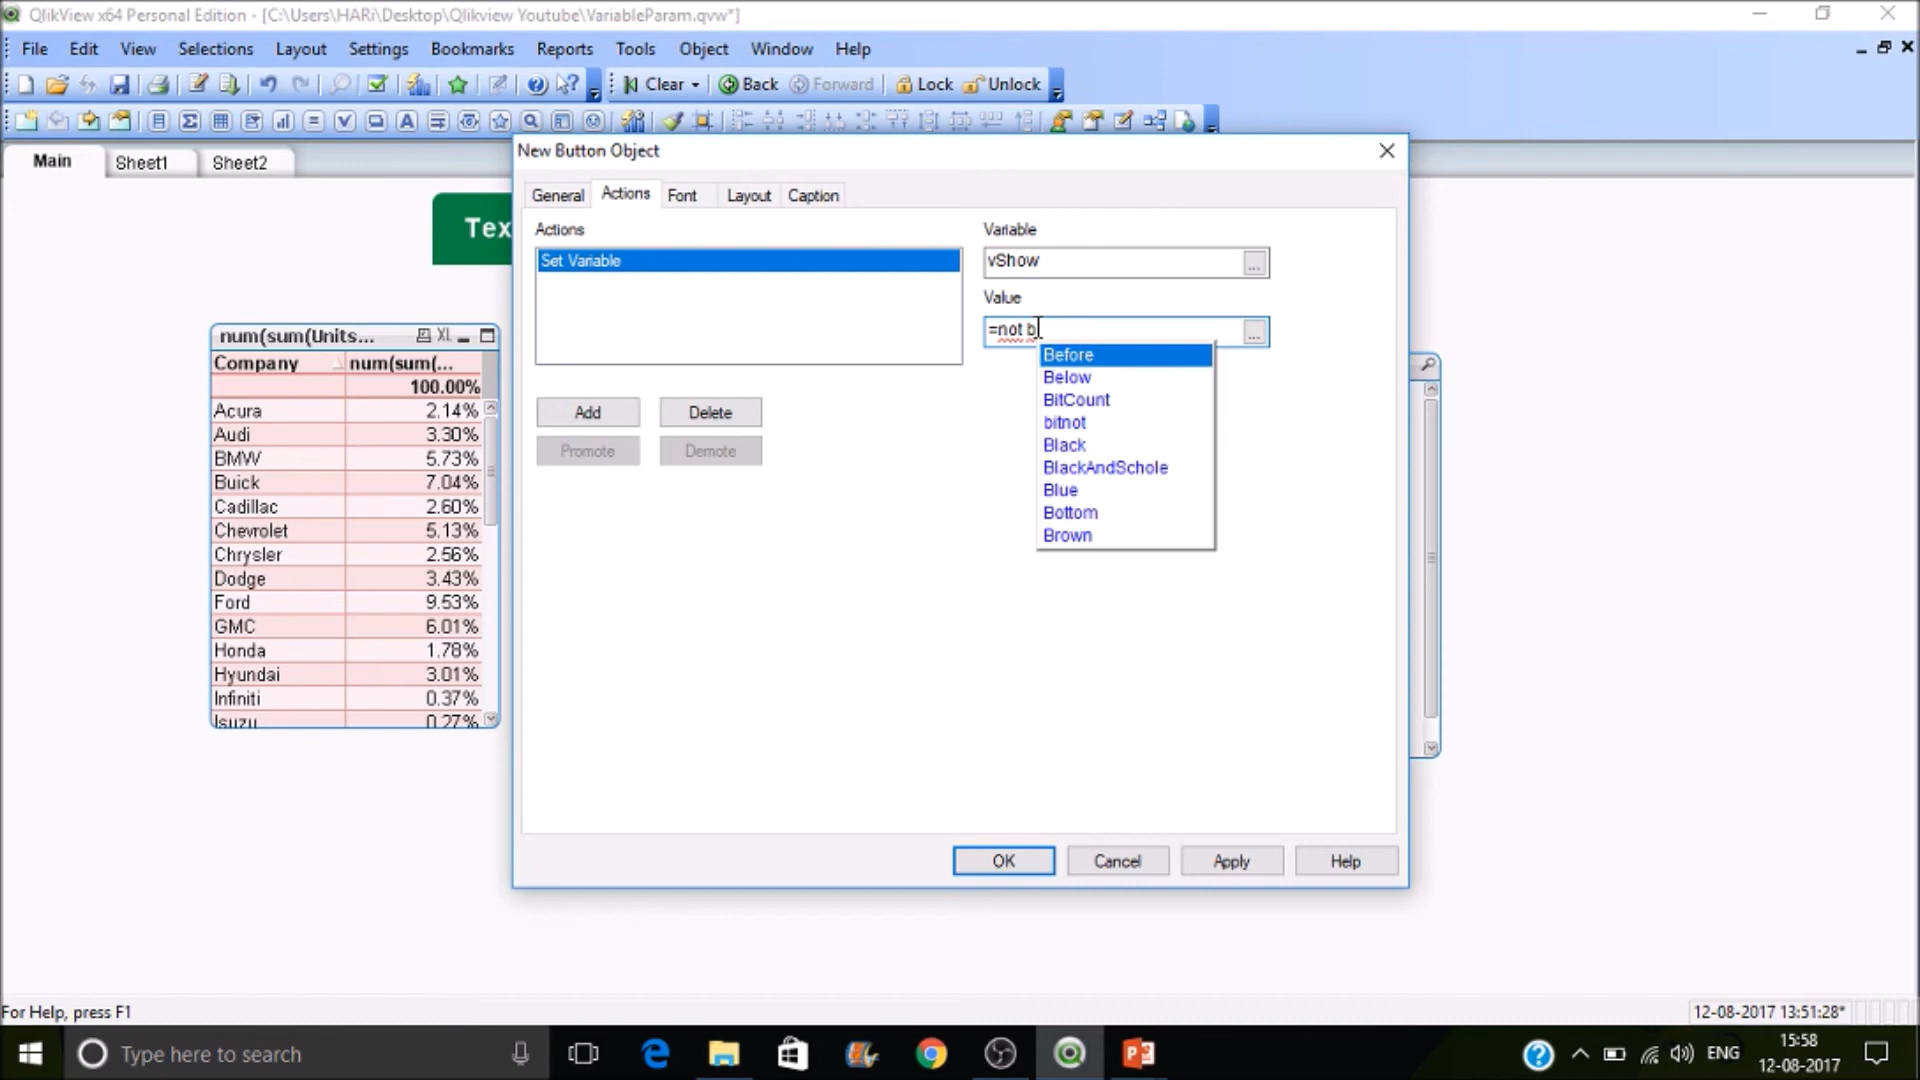 QlikView x64 Personal Edition - [C:\Users\HARi\Desktop\Qlikview Youtube\VariableParam.qvw*]
File Edit View Selections Layout Settings Bookmarks Reports Tools Object Window Help
Clear Back Forward Lock Unlock
Main Sheet1 Sheet2
New Button Object
General Actions Font Layout Caption
Tex
Actions
Variable
Set Variable
vShow
Value
=not b
Before
Below
BitCount
bitnot
Black
BlackAndSchole
Blue
Bottom
Brown
Add Delete
Promote Demote
OK Cancel Apply Help
num(sum(Units... XL
Company num(sum(...
100.00%
Acura 2.14%
Audi 3.30%
BMW 5.73%
Buick 7.04%
Cadillac 2.60%
Chevrolet 5.13%
Chrysler 2.56%
Dodge 3.43%
Ford 9.53%
GMC 6.01%
Honda 1.78%
Hyundai 3.01%
Infiniti 0.37%
Isuzu 0.27%
For Help, press F1
12-08-2017 13:51:28*
Type here to search
ENG
15:58
12-08-2017